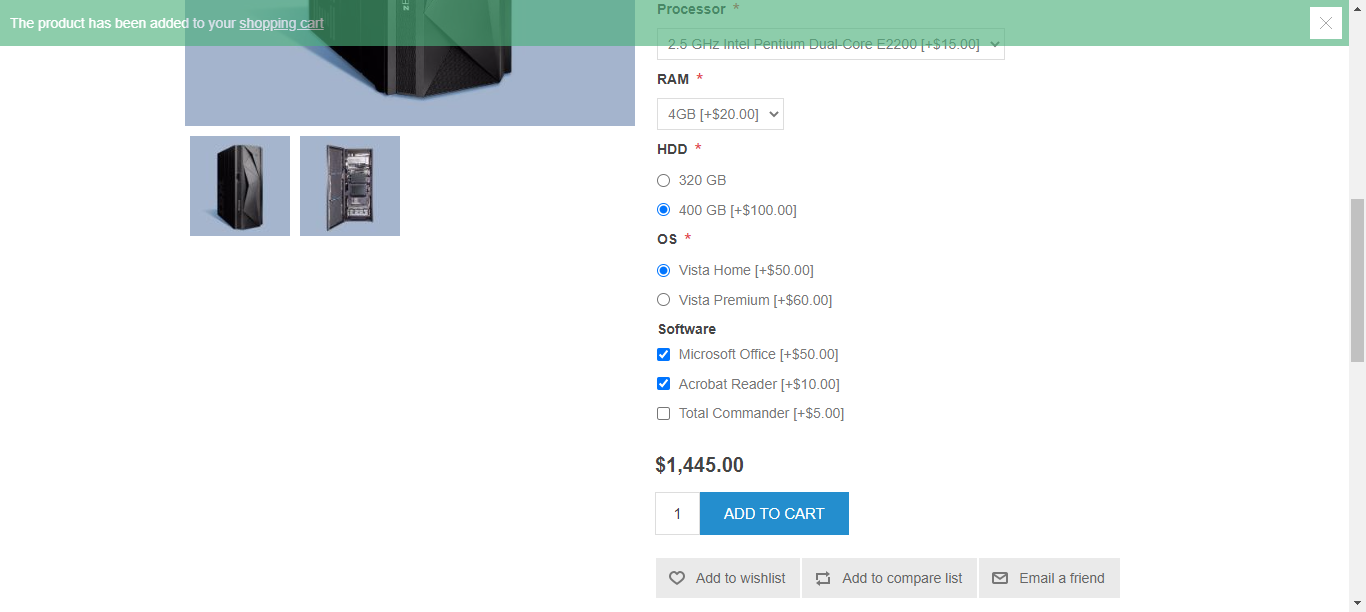 The product has been added to your shopping cart
Processor *
2.5 GHz Intel Pentium Dual-Core E2200 [+$15.00]
RAM *
4GB [+$20.00]
HDD *
320 GB
400 GB [+$100.00]
OS *
Vista Home [+$50.00]
Vista Premium [+$60.00]
Software
Microsoft Office [+$50.00]
Acrobat Reader [+$10.00]
Total Commander [+$5.00]
$1,445.00
1 ADD TO CART
Add to wishlist Add to compare list Email a friend